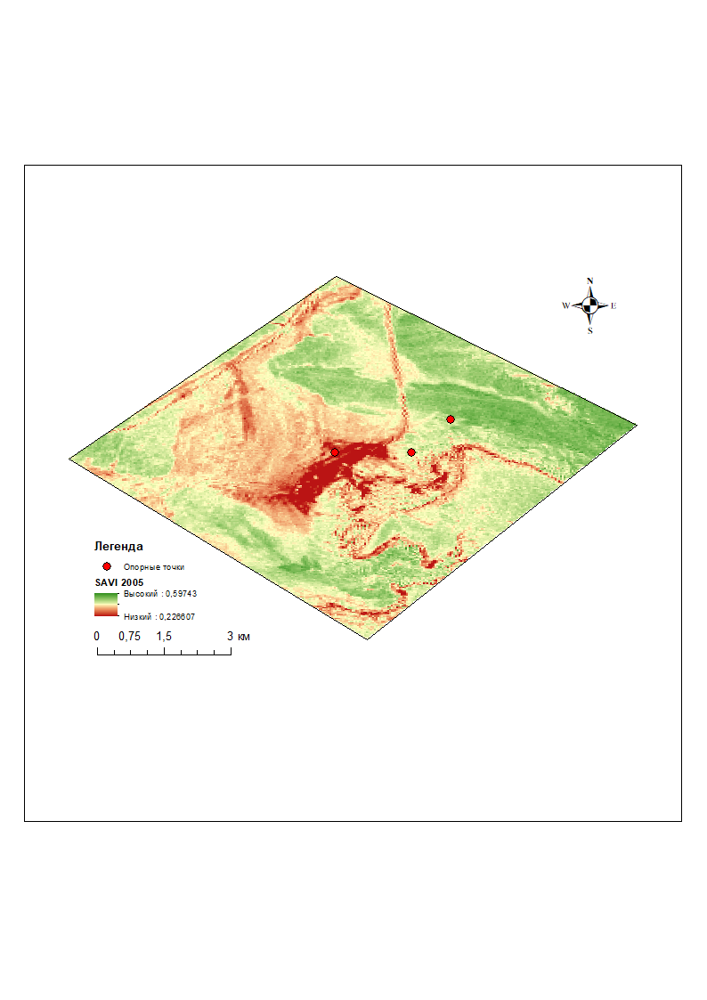 N
W E
S
Легенда
Опорные точки
SAVI 2005
Высокий : 0,59743
Низкий : 0,226607
0 0,75 1,5 3 км